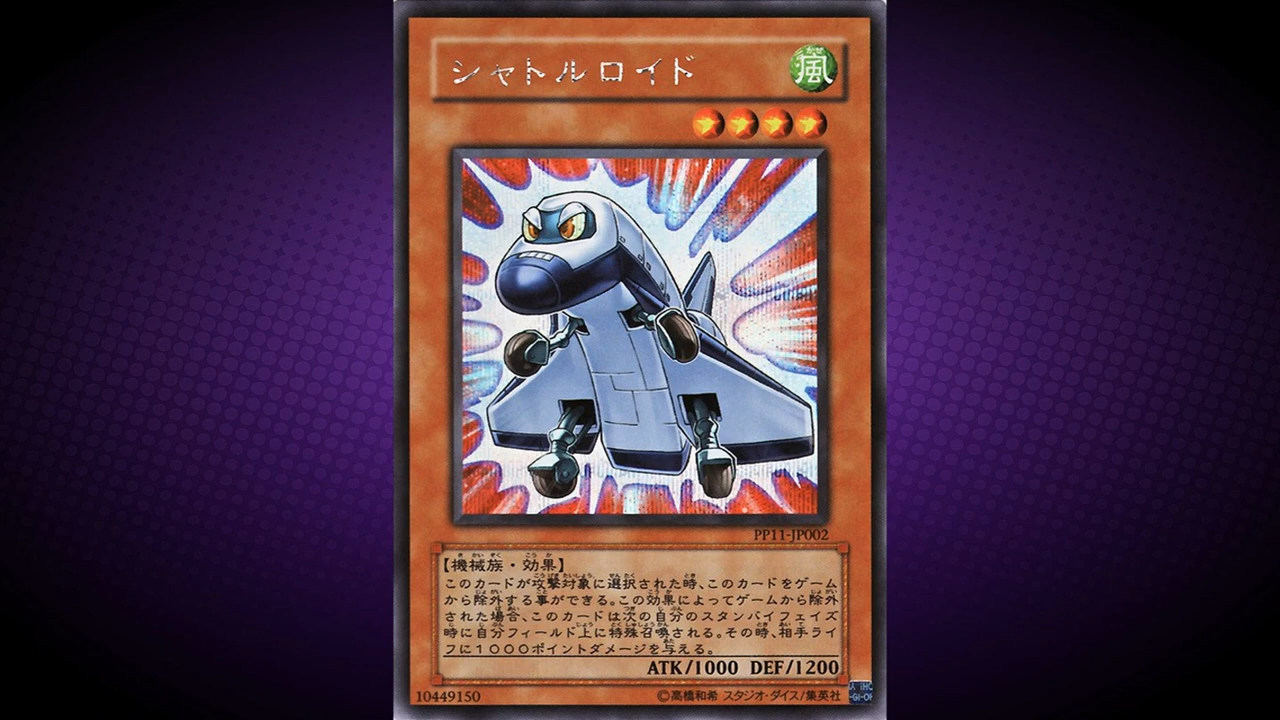 シャトルロイド
かぜ
風
PP11-JP002
【機械族・効果】
このカードが攻撃対象に選択された時、このカードをゲーム
から除外する事ができる。この効果によってゲームから除外
された場合、このカードは次の自分のスタンバイフェイズ
時に自分フィールド上に特殊召喚される。その時、相手ライ
フに1000ポイントダメージを与える。
ATK/1000 DEF/1200
10449150
©高橋和希 スタジオ・ダイス/集英社